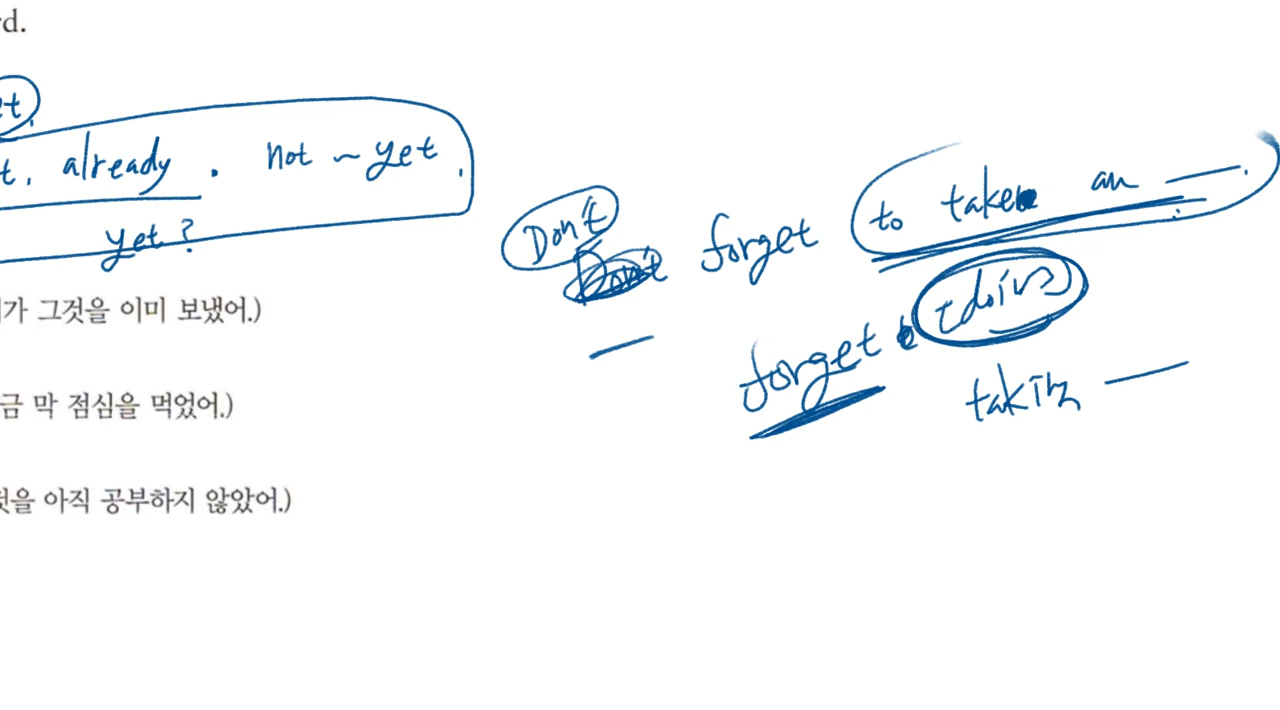 rd.
et.
t. already . not ~ yet.
yet?
Don't forget to take an —.
forget + doing
taking —
가 그것을 이미 보냈어.)
금 막 점심을 먹었어.)
것을 아직 공부하지 않았어.)